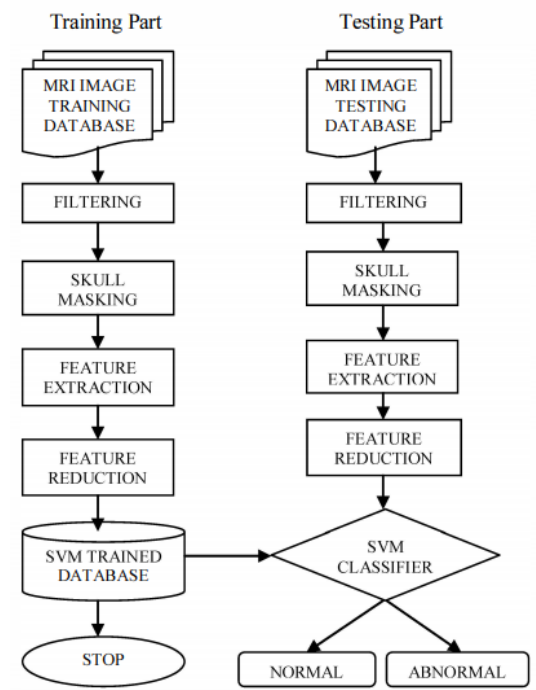 Training Part
MRI IMAGE
TRAINING
DATABASE
FILTERING
SKULL
MASKING
FEATURE
EXTRACTION
FEATURE
REDUCTION
SVM TRAINED
DATABASE
STOP
Testing Part
MRI IMAGE
TESTING
DATABASE
FILTERING
SKULL
MASKING
FEATURE
EXTRACTION
FEATURE
REDUCTION
SVM
CLASSIFIER
NORMAL
ABNORMAL